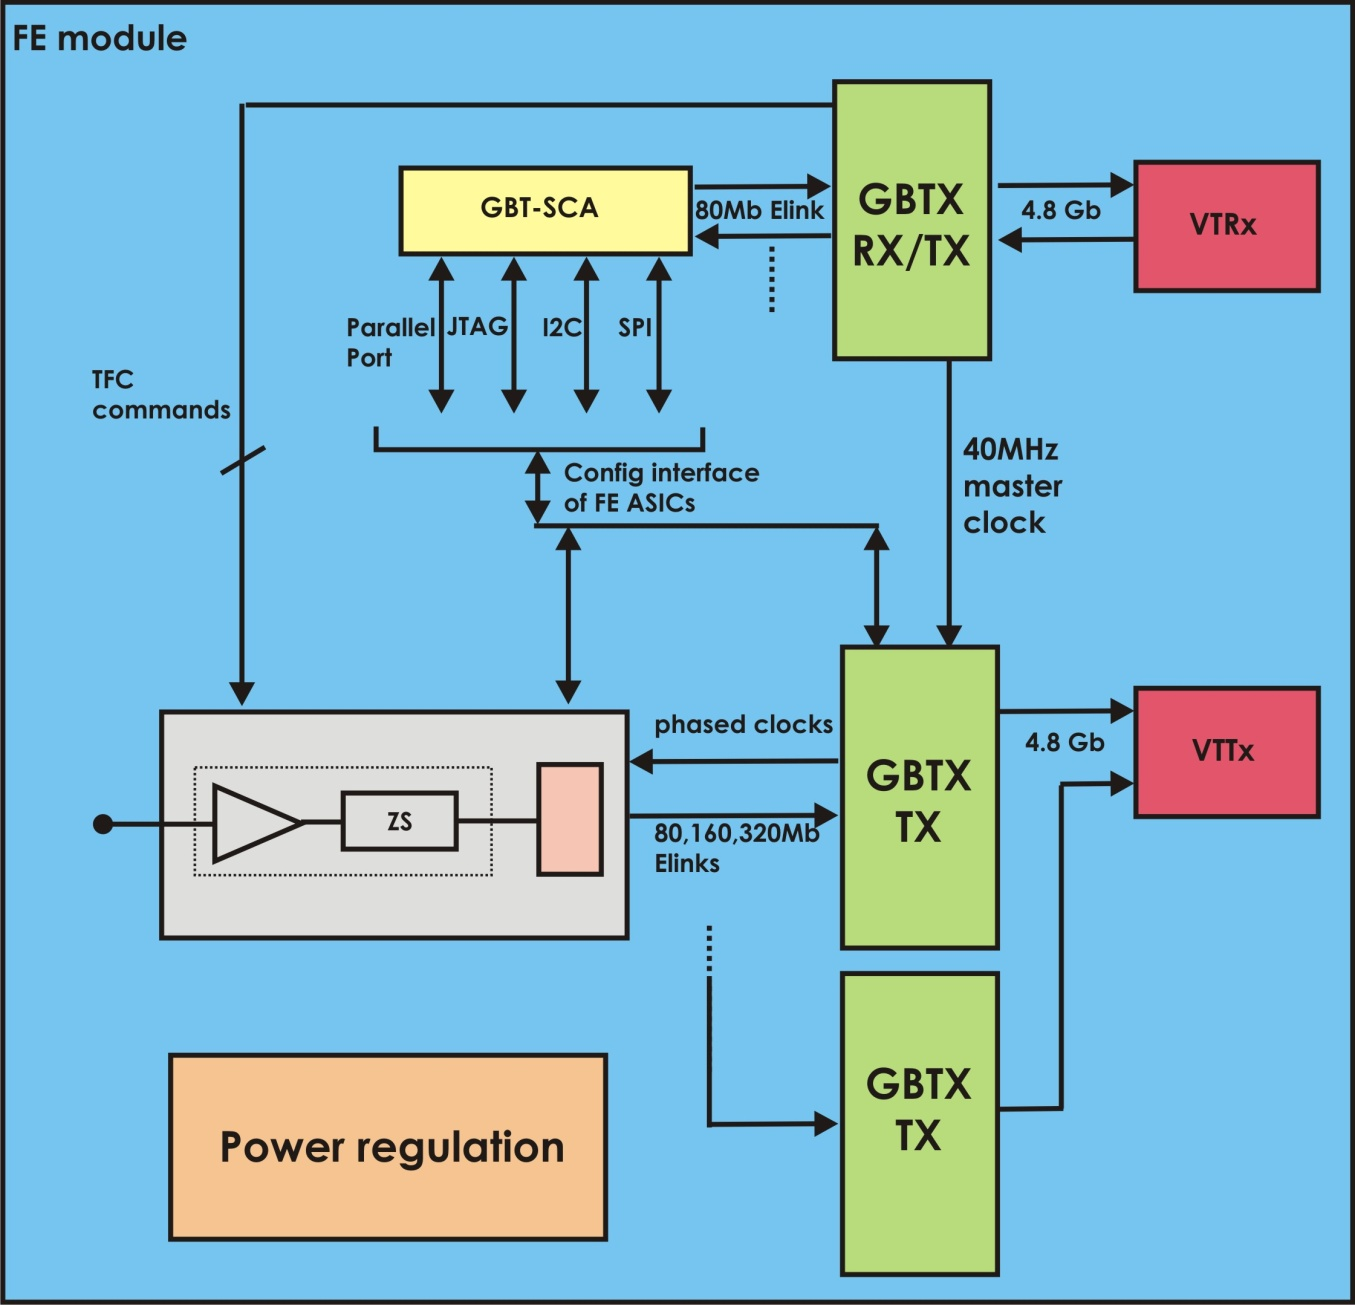 FE module
GBTX
RX/TX
GBT-SCA
80Mb Elink
4.8 Gb
VTRx
Parallel
Port
JTAG
I2C
SPI
TFC
commands
Config interface
of FE ASICs
40MHz
master
clock
phased clocks
ZS
80,160,320Mb
Elinks
GBTX
TX
4.8 Gb
VTTx
GBTX
TX
Power regulation